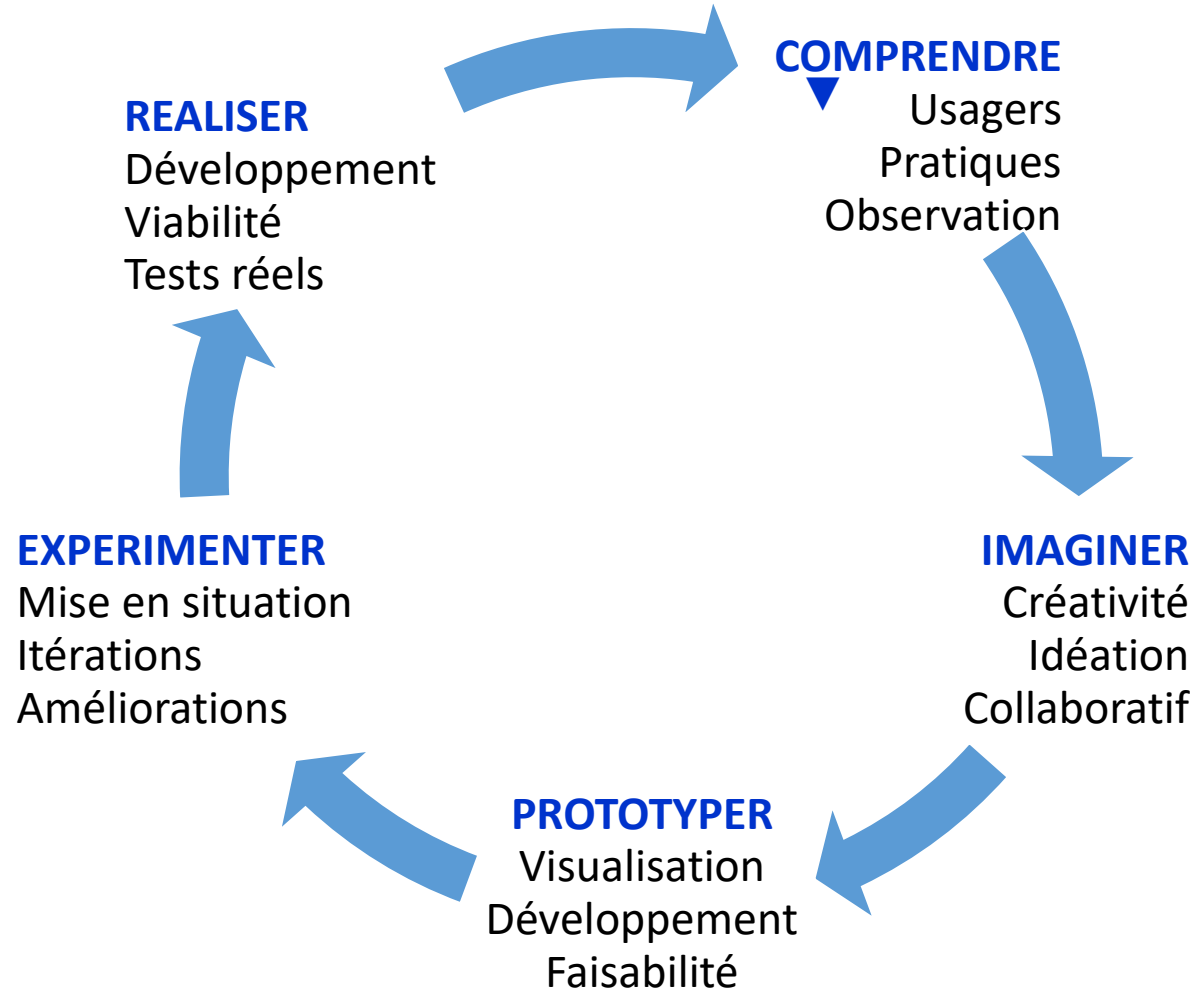 COMPRENDRE
Usagers
Pratiques
Observation
IMAGINER
Créativité
Idéation
Collaboratif
PROTOTYPER
Visualisation
Développement
Faisabilité
EXPERIMENTER
Mise en situation
Itérations
Améliorations
REALISER
Développement
Viabilité
Tests réels